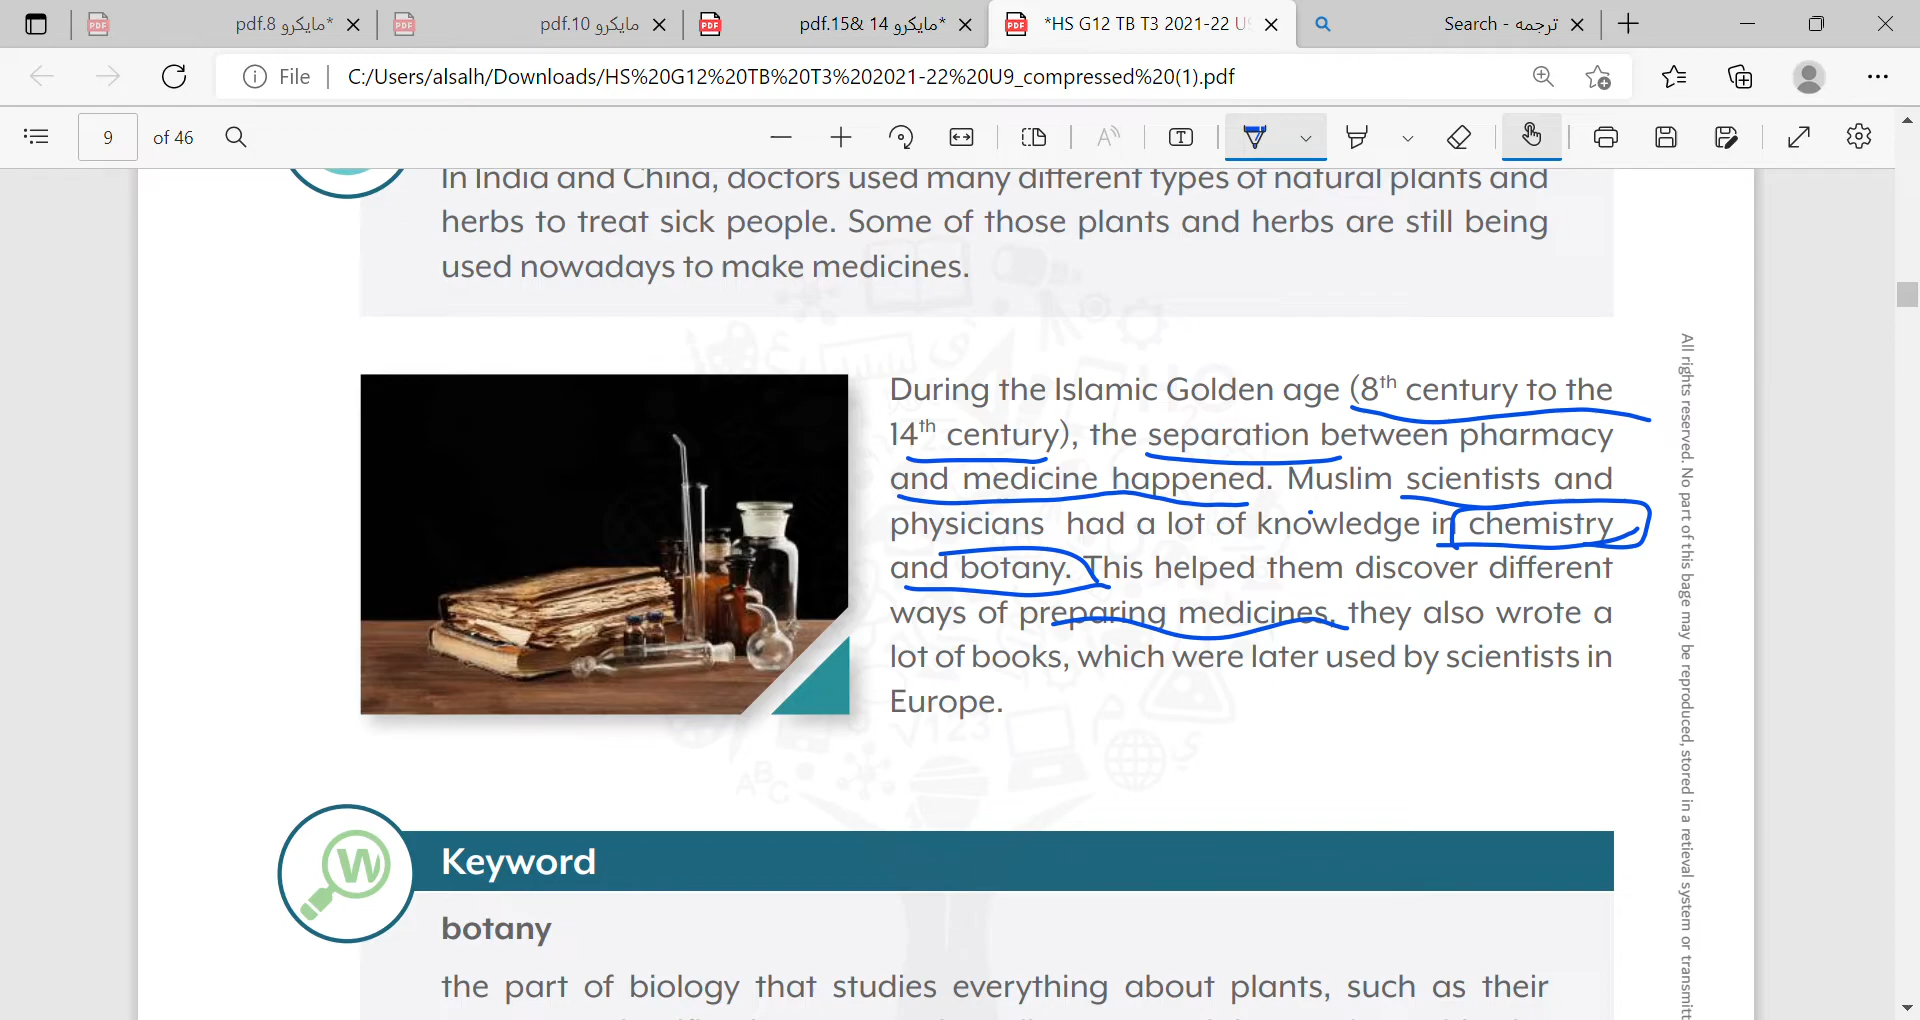 *مايكرو 8.pdf
مايكرو 10.pdf
*مايكرو 14 &15.pdf
*HS G12 TB T3 2021-22 U
ترجمه - Search
File
C:/Users/alsalh/Downloads/HS%20G12%20TB%20T3%202021-22%20U9_compressed%20(1).pdf
9 of 46
In India and China, doctors used many different types of natural plants and
herbs to treat sick people. Some of those plants and herbs are still being
used nowadays to make medicines.
During the Islamic Golden age (8th century to the
14th century), the separation between pharmacy
and medicine happened. Muslim scientists and
physicians had a lot of knowledge in chemistry
and botany. This helped them discover different
ways of preparing medicines, they also wrote a
lot of books, which were later used by scientists in
Europe.
All rights reserved. No part of this bage may be reproduced, stored in a retieval system or transmitt
W
Keyword
botany
the part of biology that studies everything about plants, such as their